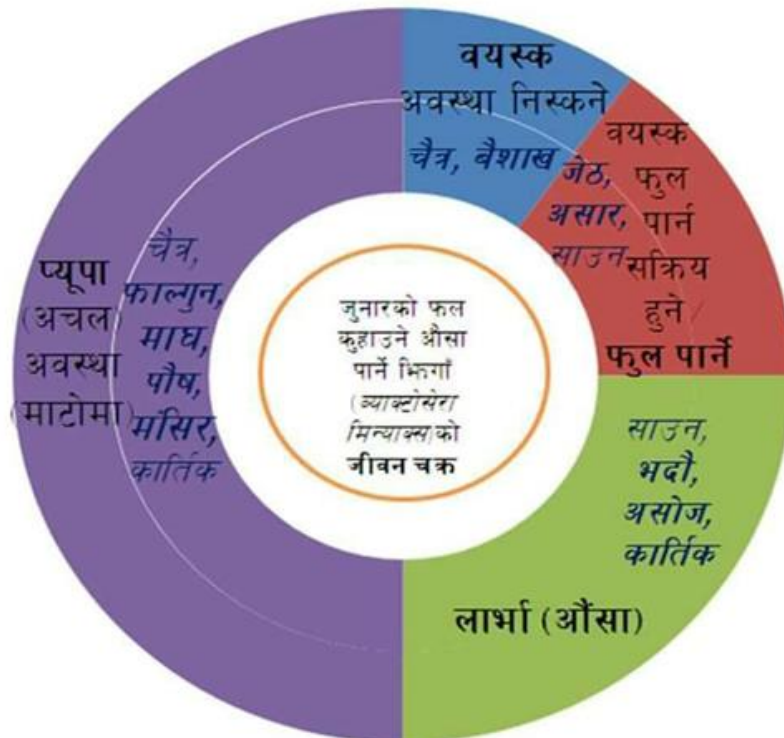 वयस्क
अवस्था निस्कने
चैत्र, बैशाख
वयस्क
फुल
पार्न
सक्रिय
हुने/
फुल पार्ने
जेठ,
असार,
साउन
साउन,
भदौ,
असोज,
कार्तिक
लार्भा (औंसा)
प्यूपा
(अचल)
अवस्था
(माटोमा)
चैत्र,
फाल्गुन,
माघ,
पौष,
मंसिर,
कार्तिक
जुनारको फल
कुहाउने औंसा
पार्ने झिगाँ
(ब्याक्टोसेरा
मिन्याक्स)को
जीवन चक्र